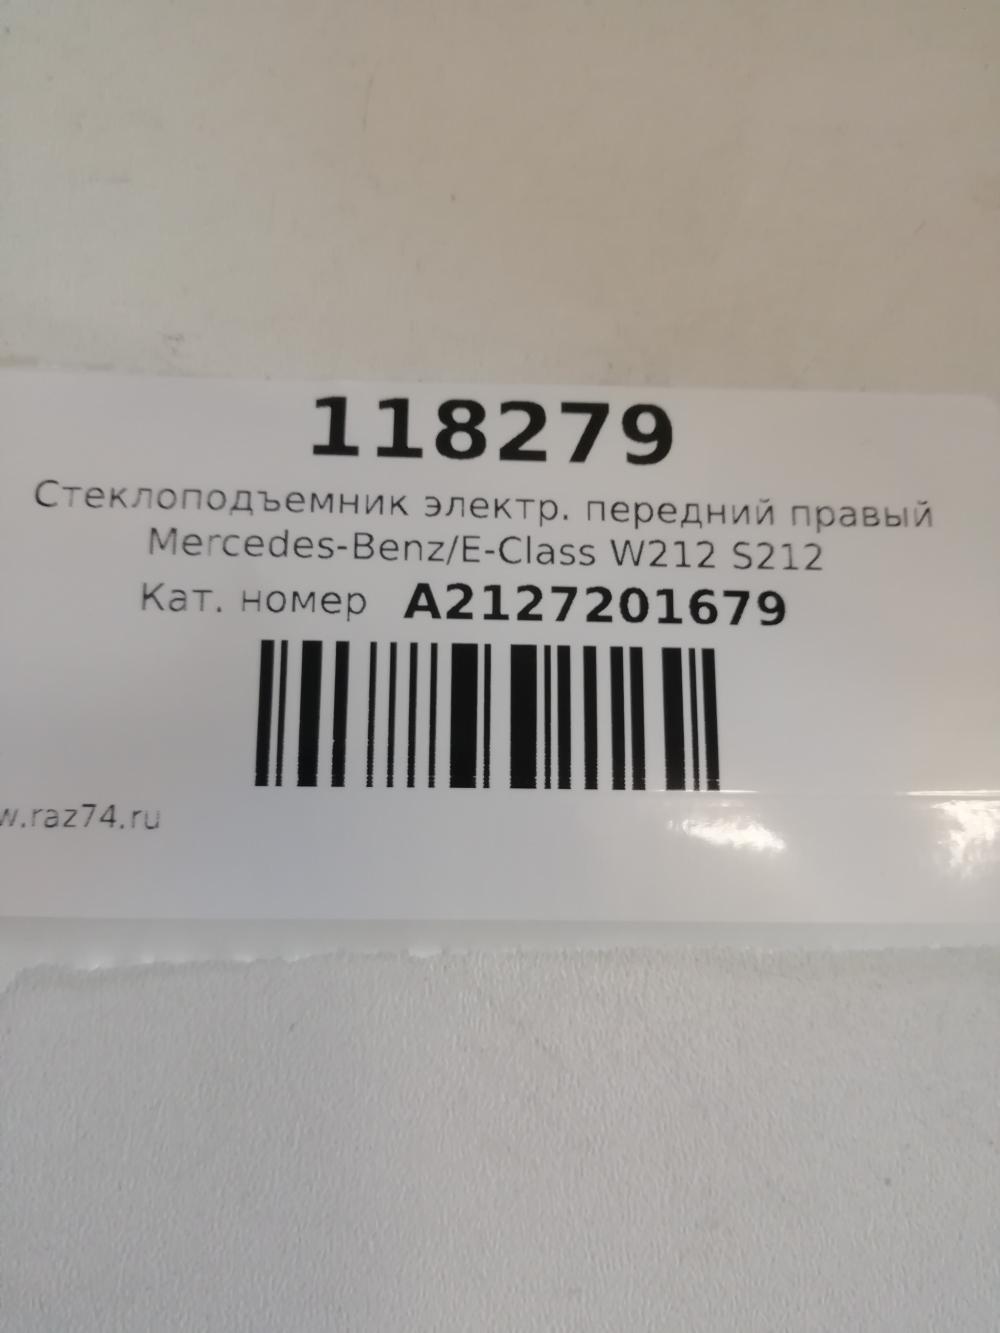 118279
Стеклоподъемник электр. передний правый
Mercedes-Benz/E-Class W212 S212
Кат. номер A2127201679
w.raz74.ru